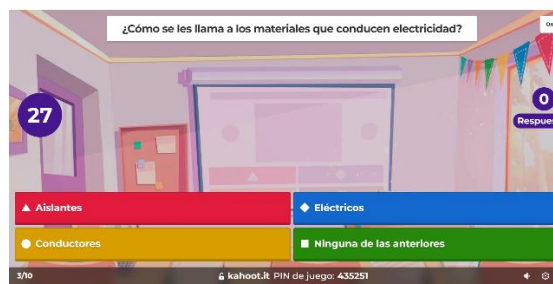 ¿Cómo se les llama a los materiales que conducen electricidad?
27
0
Aislantes
Eléctricos
Conductores
Ninguna de las anteriores
3/10
kahoot.it PIN de juego: 435251